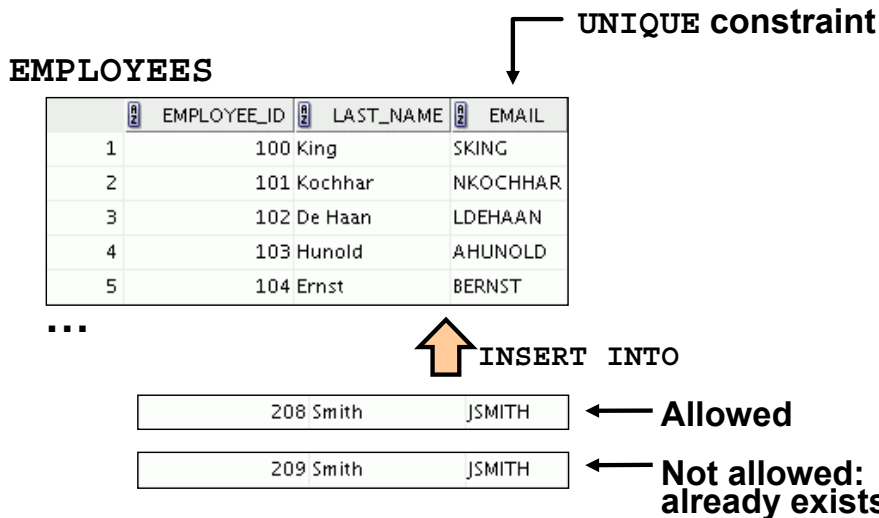 UNIQUE constraint
EMPLOYEES
EMPLOYEE_ID LAST_NAME EMAIL
1 100 King SKING
2 101 Kochhar NKOCHHAR
3 102 De Haan LDEHAAN
4 103 Hunold AHUNOLD
5 104 Ernst BERNST
...
INSERT INTO
208 Smith JSMITH Allowed
209 Smith JSMITH Not allowed:
already exists